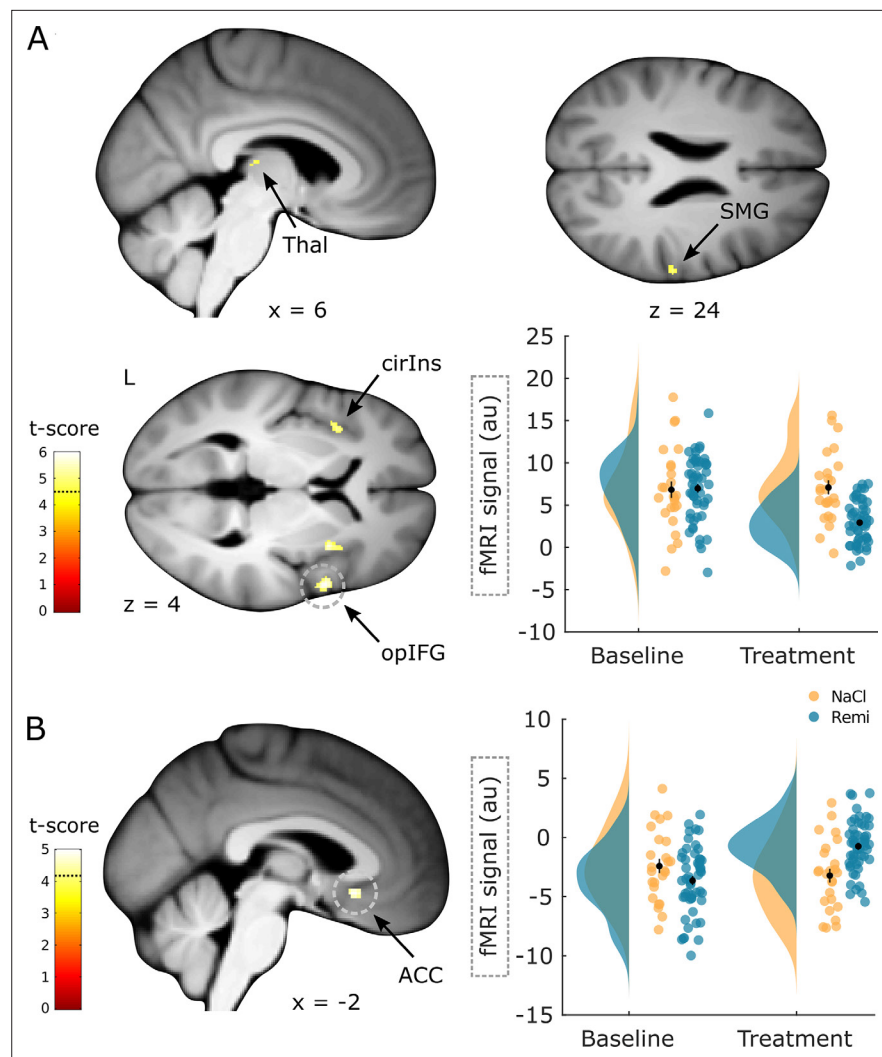 A
Thal
x = 6
SMG
z = 24
L
cirIns
t-score
6
5
4
3
2
1
0
z = 4
opIFG
fMRI signal (au)
25
20
15
10
5
0
-5
-10
Baseline
Treatment
B
t-score
5
4
3
2
1
0
ACC
x = -2
NaCl
Remi
fMRI signal (au)
10
5
0
-5
-10
-15
Baseline
Treatment